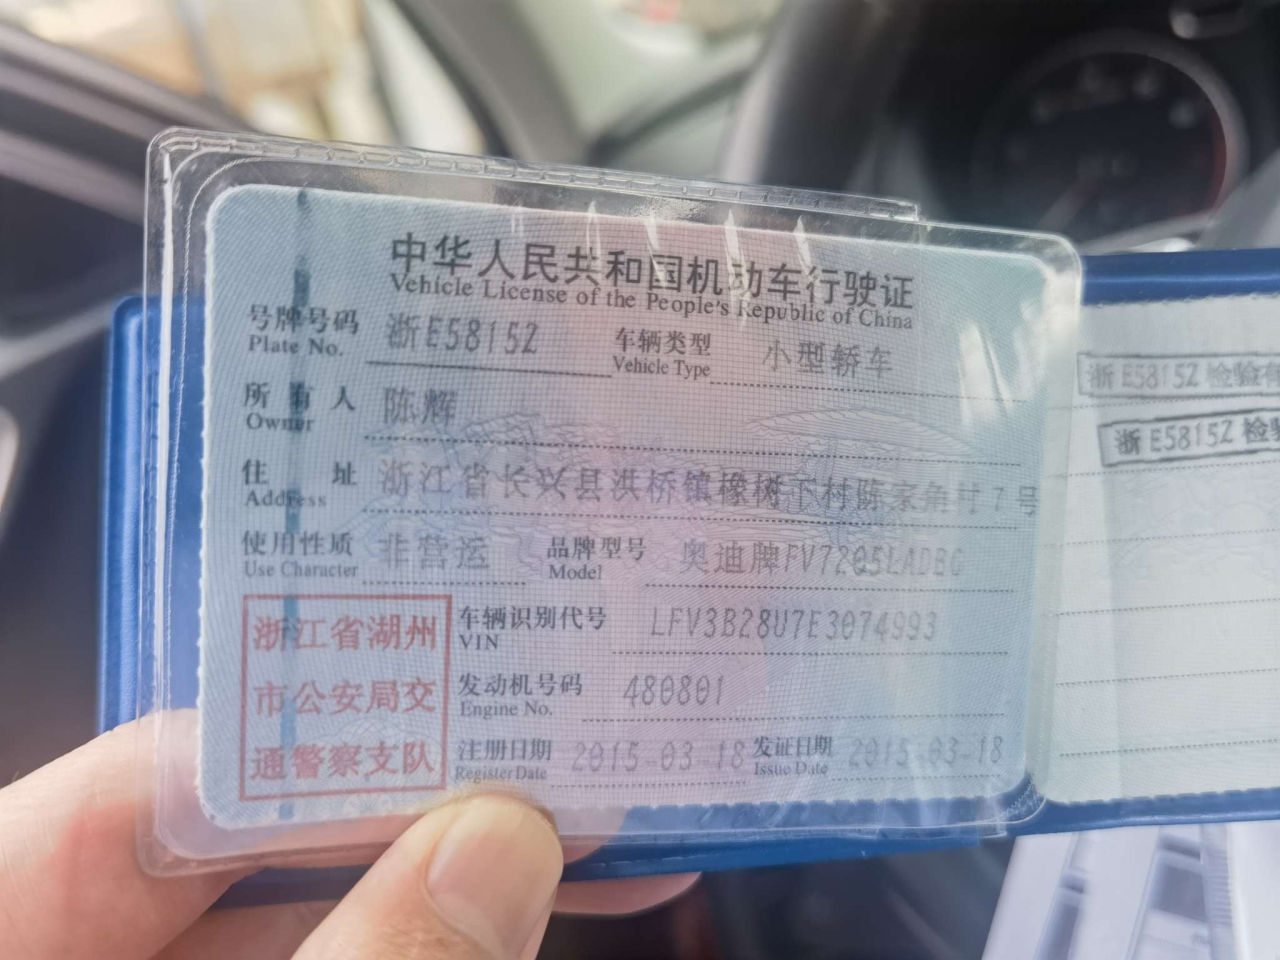 中华人民共和国机动车行驶证
Vehicle License of the People's Republic of China
号牌号码 浙E5815Z 车辆类型 小型轿车
Plate No. Vehicle Type
所有人 陈辉
Owner
住址 浙江省长兴县洪桥镇橡树下村陈家角村7号
Address
使用性质 非营运 品牌型号 奥迪牌FV7205LADBG
Use Character Model
浙江省湖州
市公安局交
通警察支队
车辆识别代号 LFV3B28U7E3074993
VIN
发动机号码 480801
Engine No.
注册日期 2015-03-18 发证日期 2015-03-18
Register Date Issue Date
浙E5815Z 检验有
浙E5815Z 检验